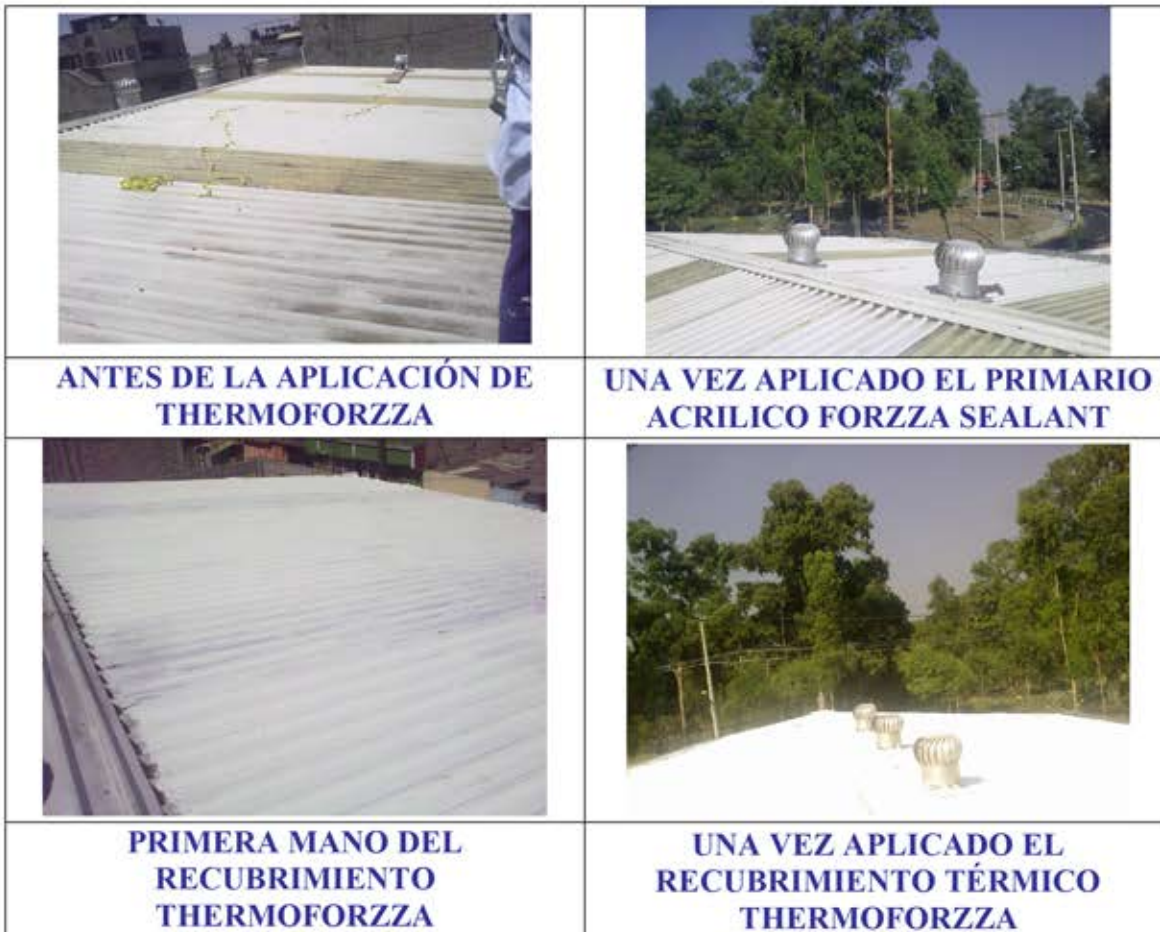 ANTES DE LA APLICACIÓN DE
THERMOFORZZA
UNA VEZ APLICADO EL PRIMARIO
ACRILICO FORZZA SEALANT
PRIMERA MANO DEL
RECUBRIMIENTO
THERMOFORZZA
UNA VEZ APLICADO EL
RECUBRIMIENTO TÉRMICO
THERMOFORZZA